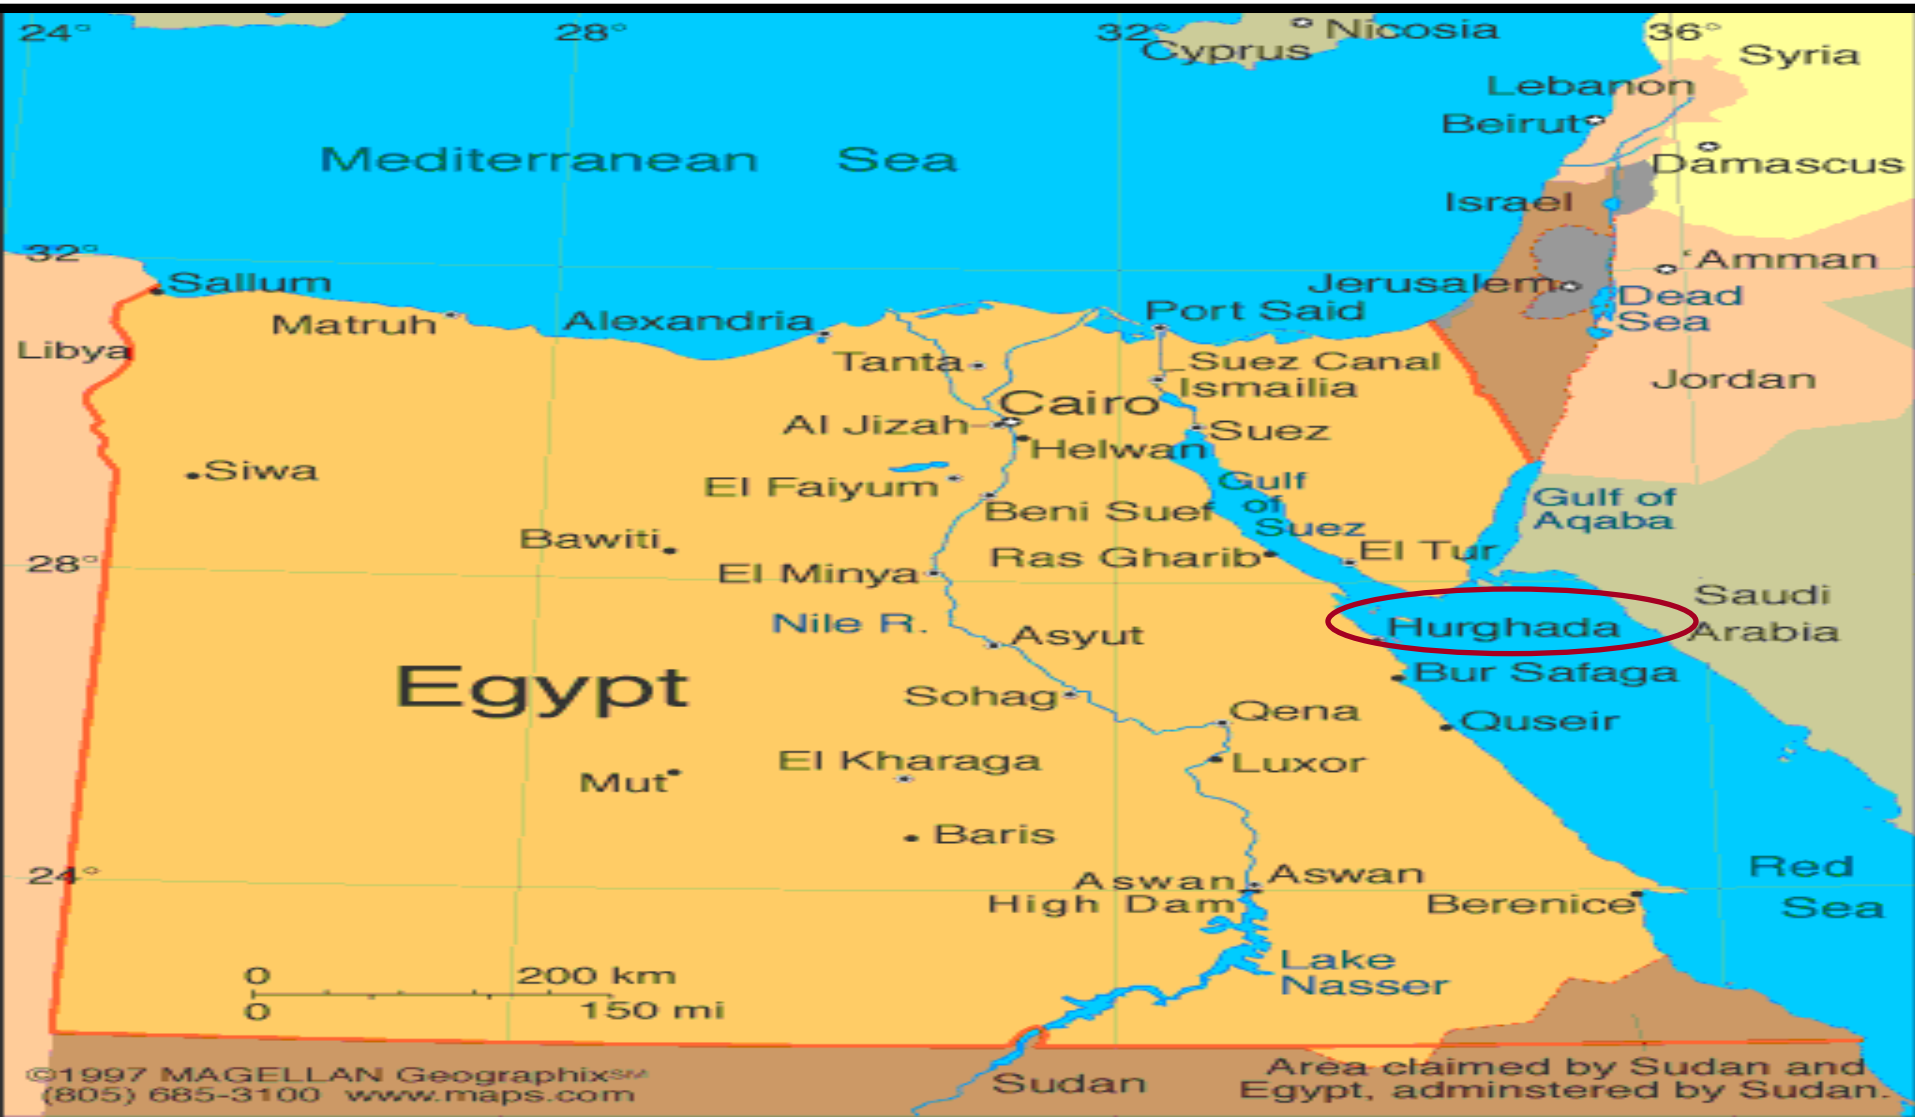 24°
28°
32°
36°
Nicosia
Cyprus
Syria
Lebanon
Beirut
Damascus
Mediterranean Sea
Israel
32°
'Amman
Sallum
Jerusalem
Dead
Sea
Matruh
Alexandria
Port Said
Libya
Tanta
Suez Canal
Ismailia
Jordan
Cairo
Al Jizah
Suez
Helwan
Siwa
El Faiyum
Gulf
of
Suez
Gulf of
Aqaba
Beni Suef
Bawiti
El Tur
Ras Gharib
28°
El Minya
Saudi
Arabia
Nile R.
Hurghada
Asyut
Bur Safaga
Egypt
Sohag
Qena
Quseir
El Kharaga
Luxor
Mut
Baris
24°
Red
Sea
Aswan
High Dam
Aswan
Berenice
Lake
Nasser
0 200 km
0 150 mi
©1997 MAGELLAN Geographix℠
(805) 685-3100 www.maps.com
Sudan
Area claimed by Sudan and
Egypt, adminstered by Sudan.